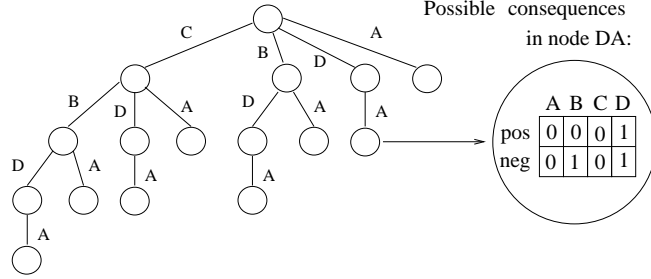 Possible consequences
in node DA:
C
B
D
A
B
D
A
D
A
A
D
A
A
A
A
A B C D
pos 0 0 0 1
neg 0 1 0 1